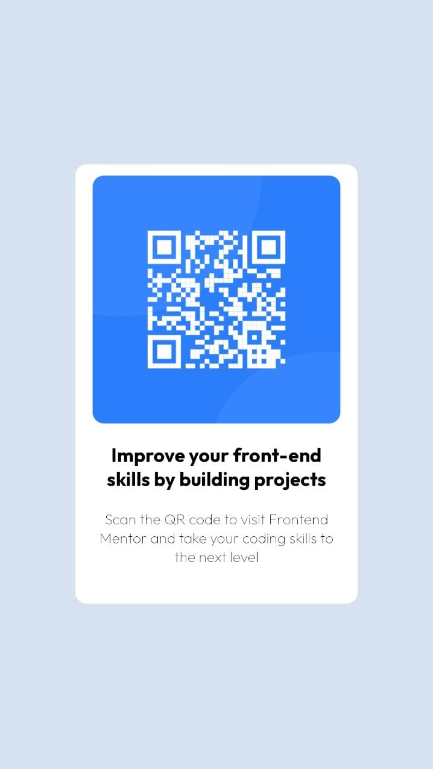 Improve your front-end
skills by building projects
Scan the QR code to visit Frontend
Mentor and take your coding skills to
the next level